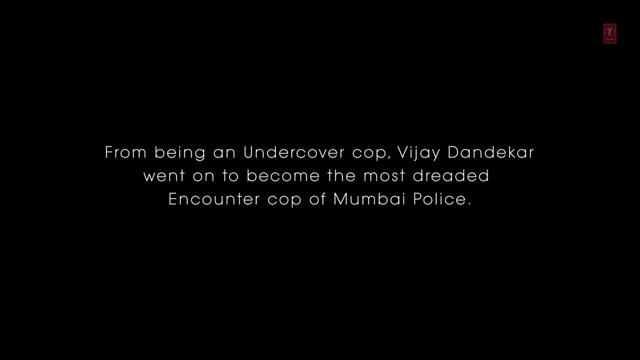 From being an Undercover cop, Vijay Dandekar
went on to become the most dreaded
Encounter cop of Mumbai Police.